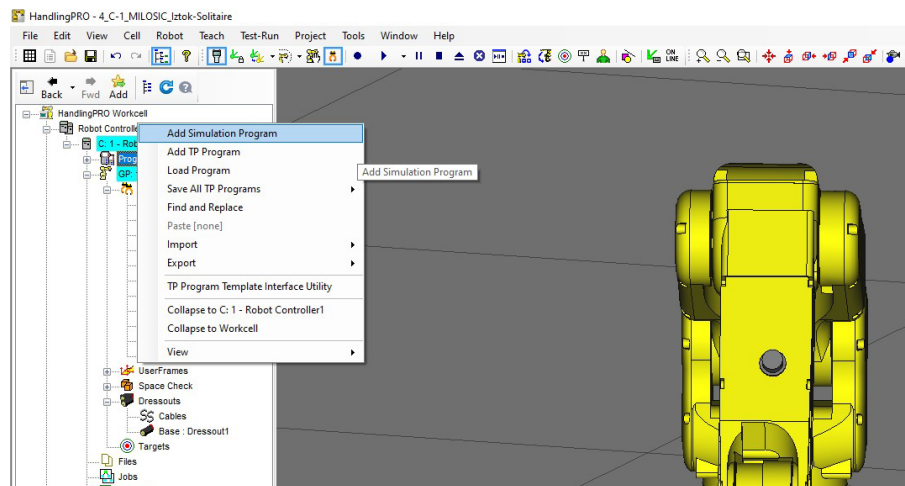 HandlingPRO - 4_C-1_MILOSIC_Iztok-Solitaire
File Edit View Cell Robot Teach Test-Run Project Tools Window Help
ON
LINE
Back Fwd Add
HandlingPRO Workcell
Robot Controlle
C: 1 - Rob
Prog
GP:
Add Simulation Program
Add TP Program
Load Program
Save All TP Programs
Find and Replace
Paste [none]
Import
Export
TP Program Template Interface Utility
Collapse to C: 1 - Robot Controller1
Collapse to Workcell
View
Add Simulation Program
UserFrames
Space Check
Dressouts
Cables
Base : Dressout1
Targets
Files
Jobs